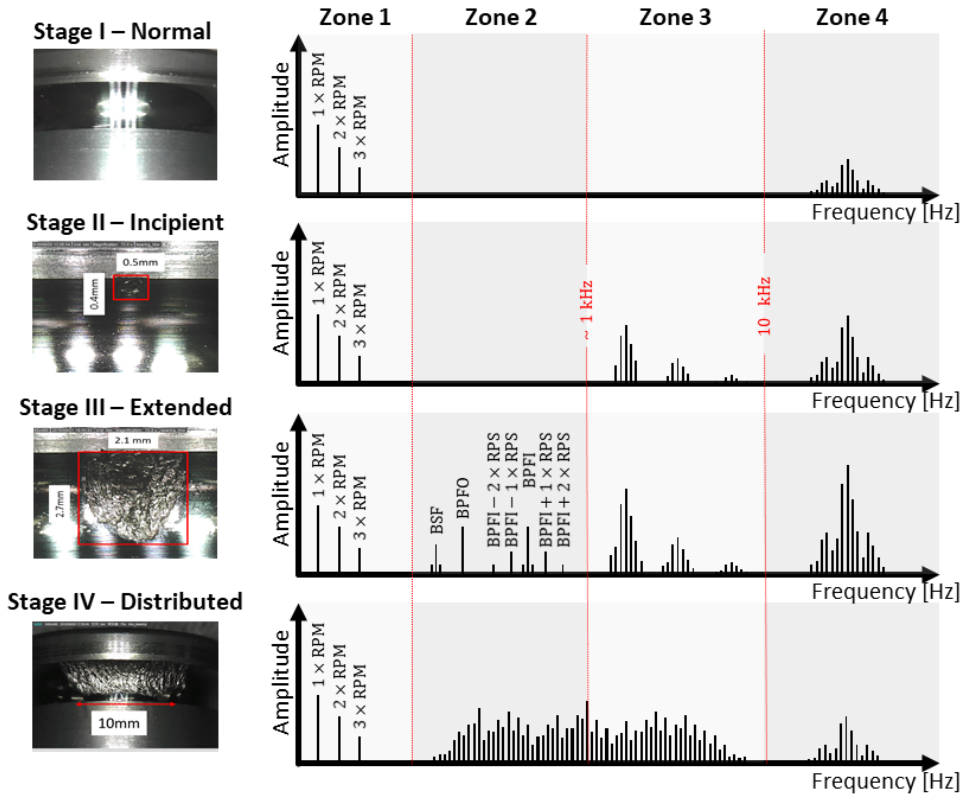 Zone 1
Zone 2
Zone 3
Zone 4
Stage I – Normal
Amplitude
1 × RPM
2 × RPM
3 × RPM
Frequency [Hz]
Stage II – Incipient
0.5mm
0.4mm
Amplitude
1 × RPM
2 × RPM
3 × RPM
~ 1 kHz
10 kHz
Frequency [Hz]
Stage III – Extended
2.1 mm
2.7mm
Amplitude
1 × RPM
2 × RPM
3 × RPM
BSF
BPFO
BPFI − 2 × RPS
BPFI − 1 × RPS
BPFI
BPFI + 1 × RPS
BPFI + 2 × RPS
Frequency [Hz]
Stage IV – Distributed
10mm
Amplitude
1 × RPM
2 × RPM
3 × RPM
Frequency [Hz]